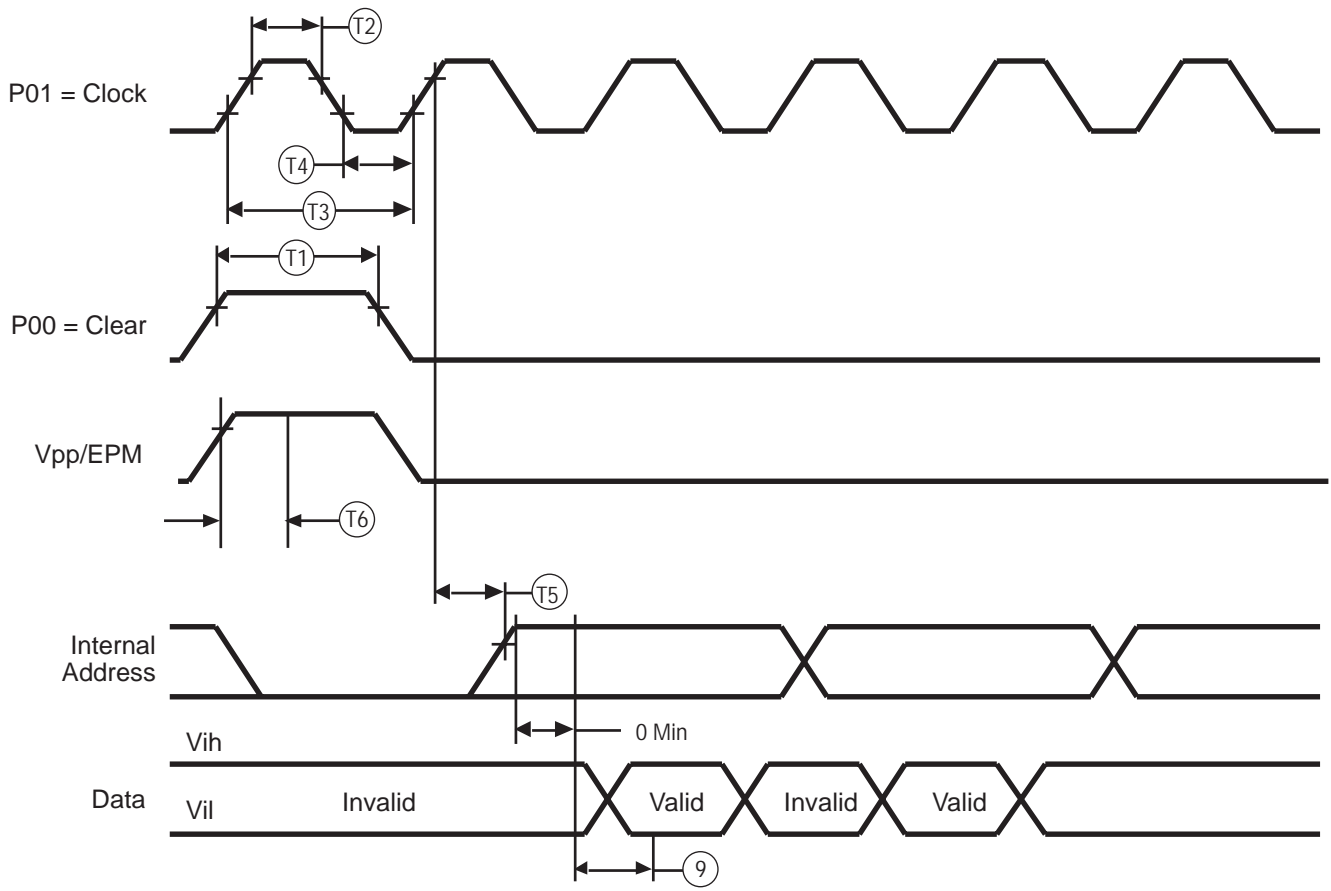 T2
P01 = Clock
T4
T3
T1
P00 = Clear
Vpp/EPM
T6
T5
Internal
Address
0 Min
Vih
Data
Vil
Invalid
Valid
Invalid
Valid
9